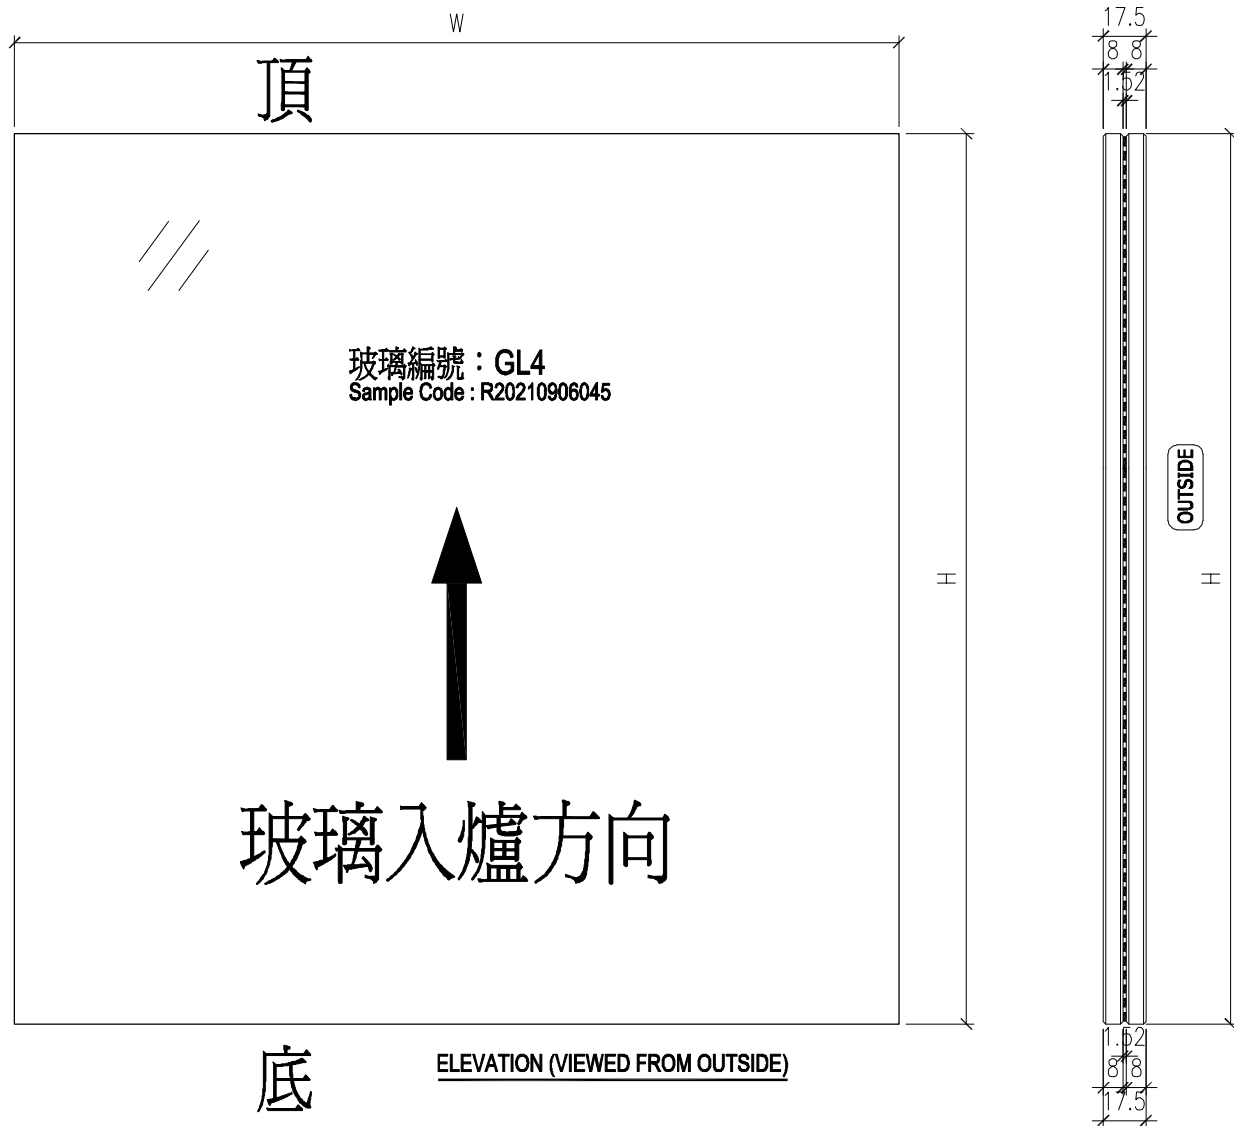 W
頂
玻璃編號：GL4
Sample Code : R20210906045
玻璃入爐方向
底
ELEVATION (VIEWED FROM OUTSIDE)
H
17.5
8 8
1.52
OUTSIDE
H
1.52
8 8
17.5